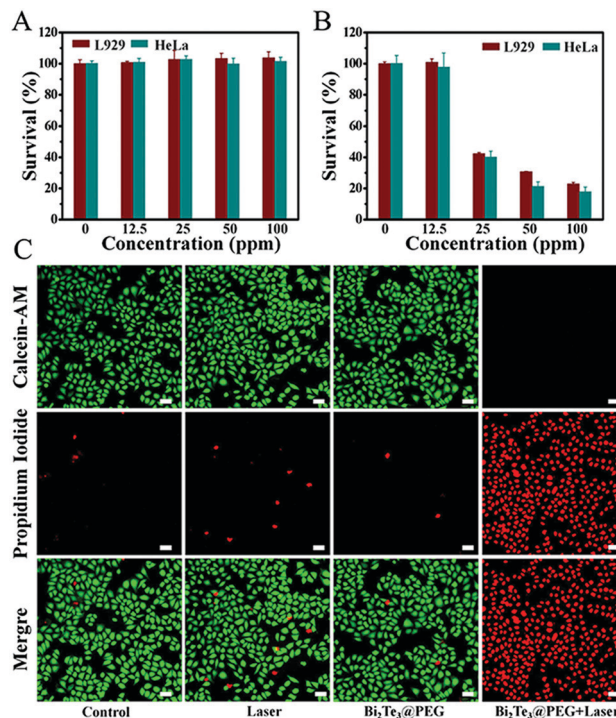 A
B
L929 HeLa
L929 HeLa
Survival (%)
120
100
80
60
40
20
0
0 12.5 25 50 100
Concentration (ppm)
Survival (%)
120
100
80
60
40
20
0
0 12.5 25 50 100
Concentration (ppm)
C
Calcein-AM
Propidium Iodide
Mergre
Control Laser Bi₂Te₃@PEG Bi₂Te₃@PEG+Laser